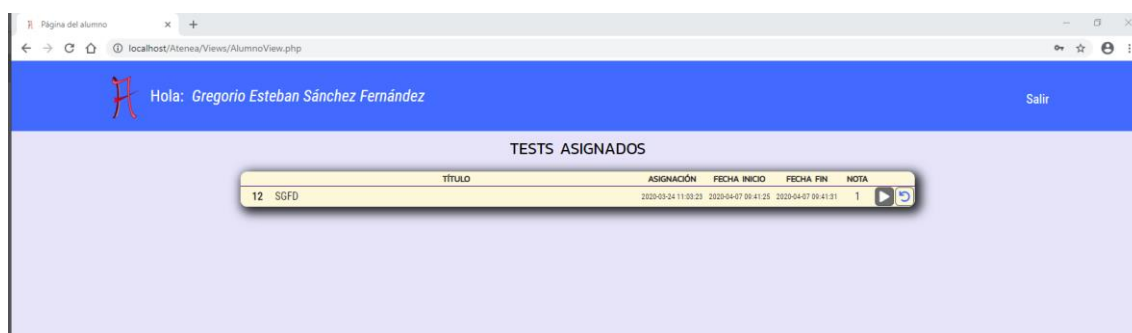 Página del alumno
localhost/Atenea/Views/AlumnoView.php
Hola: Gregorio Esteban Sánchez Fernández
Salir
TESTS ASIGNADOS
TÍTULO ASIGNACIÓN FECHA INICIO FECHA FIN NOTA
12 SGFD 2020-03-24 11:03:23 2020-04-07 09:41:25 2020-04-07 09:41:31 1